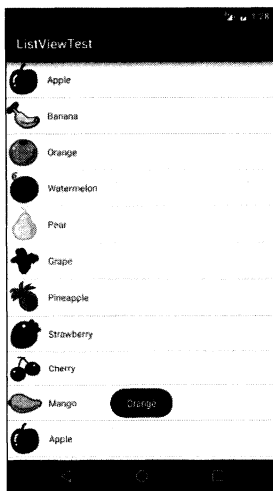 ListViewTest
Apple
Banana
Orange
Watermelon
Pear
Grape
Pineapple
Strawberry
Cherry
Mango
Orange
Apple